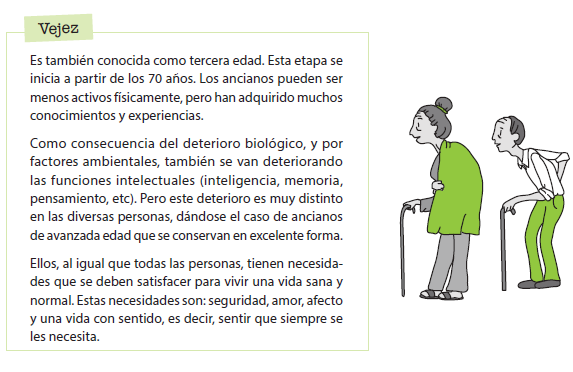 Vejez
Es también conocida como tercera edad. Esta etapa se
inicia a partir de los 70 años. Los ancianos pueden ser
menos activos físicamente, pero han adquirido muchos
conocimientos y experiencias.
Como consecuencia del deterioro biológico, y por
factores ambientales, también se van deteriorando
las funciones intelectuales (inteligencia, memoria,
pensamiento, etc). Pero este deterioro es muy distinto
en las diversas personas, dándose el caso de ancianos
de avanzada edad que se conservan en excelente forma.
Ellos, al igual que todas las personas, tienen necesida-
des que se deben satisfacer para vivir una vida sana y
normal. Estas necesidades son: seguridad, amor, afecto
y una vida con sentido, es decir, sentir que siempre se
les necesita.